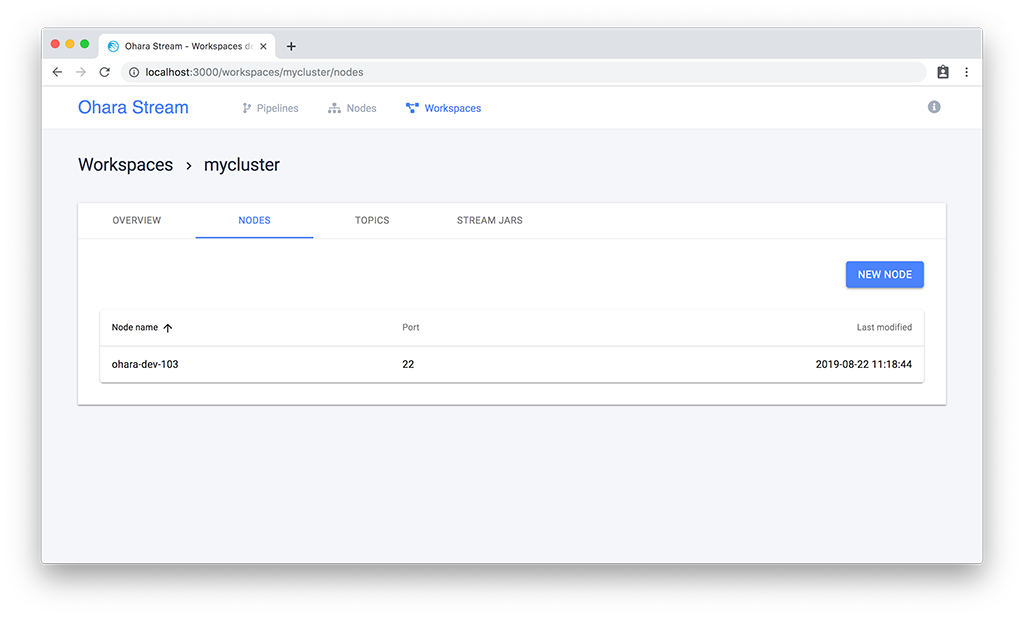 Ohara Stream - Workspaces
localhost:3000/workspaces/mycluster/nodes
Ohara Stream Pipelines Nodes Workspaces
Workspaces › mycluster
OVERVIEW NODES TOPICS STREAM JARS
NEW NODE
Node name Port Last modified
ohara-dev-103 22 2019-08-22 11:18:44